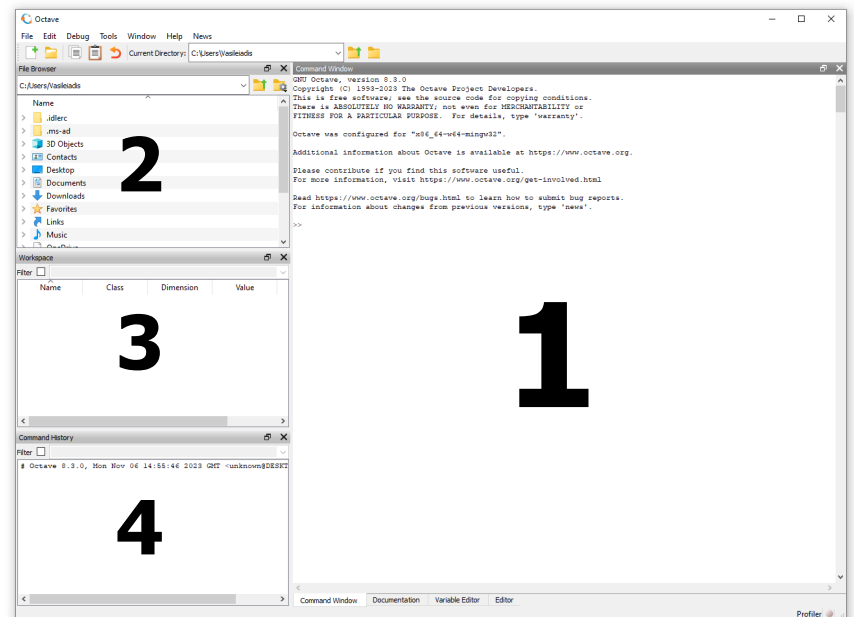 Octave
File Edit Debug Tools Window Help News
Current Directory: C:\Users\Vasileiadis
File Browser
C:/Users/Vasileiadis
Name
.idlerc
.ms-ad
3D Objects
Contacts
Desktop
Documents
Downloads
Favorites
Links
Music
OneDrive
2
Workspace
Filter
Name Class Dimension Value
3
Command History
Filter
# Octave 8.3.0, Mon Nov 06 14:55:46 2023 GMT <unknown@DESKT
4
Command Window
GNU Octave, version 8.3.0
Copyright (C) 1993-2023 The Octave Project Developers.
This is free software; see the source code for copying conditions.
There is ABSOLUTELY NO WARRANTY; not even for MERCHANTABILITY or
FITNESS FOR A PARTICULAR PURPOSE. For details, type 'warranty'.
Octave was configured for "x86_64-w64-mingw32".
Additional information about Octave is available at https://www.octave.org.
Please contribute if you find this software useful.
For more information, visit https://www.octave.org/get-involved.html
Read https://www.octave.org/bugs.html to learn how to submit bug reports.
For information about changes from previous versions, type 'news'.
>>
1
Command Window Documentation Variable Editor Editor
Profiler